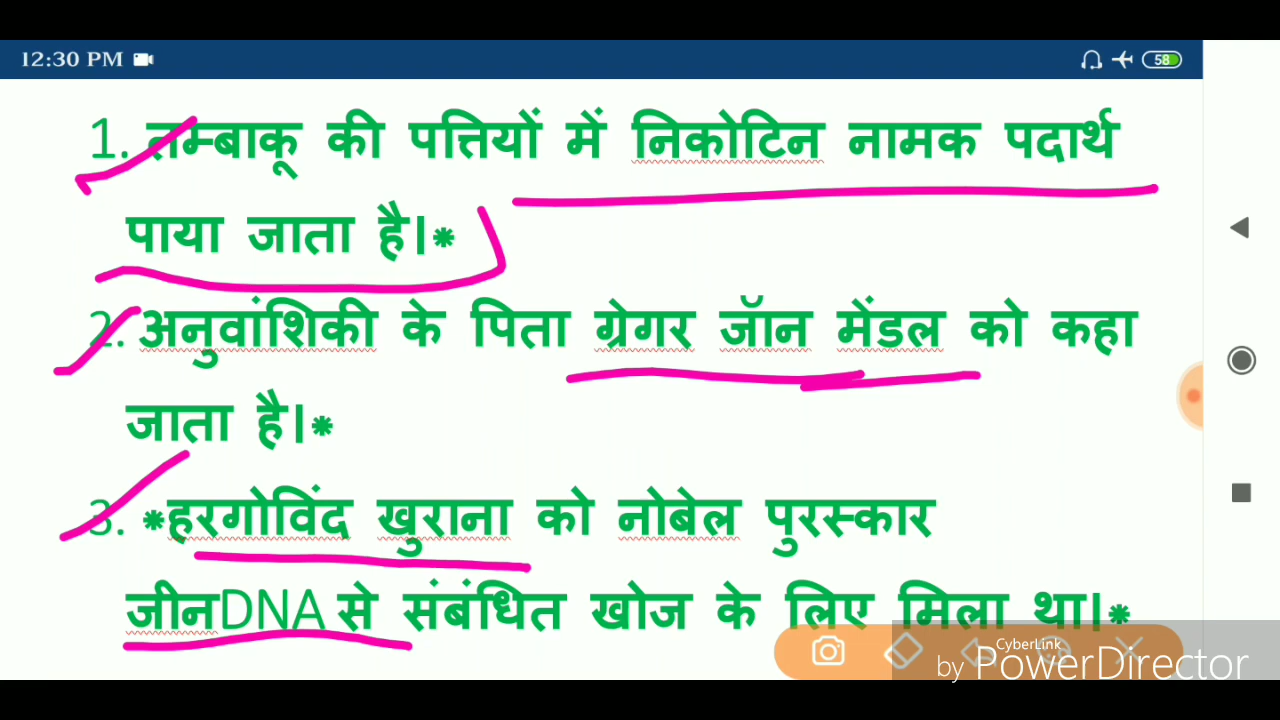 12:30 PM
58
1. तम्बाकू की पत्तियों में निकोटिन नामक पदार्थ
पाया जाता है।*
2. अनुवांशिकी के पिता ग्रेगर जॉन मेंडल को कहा
जाता है।*
3. *हरगोविंद खुराना को नोबेल पुरस्कार
जीनDNA से संबंधित खोज के लिए मिला था।*
CyberLink
by PowerDirector